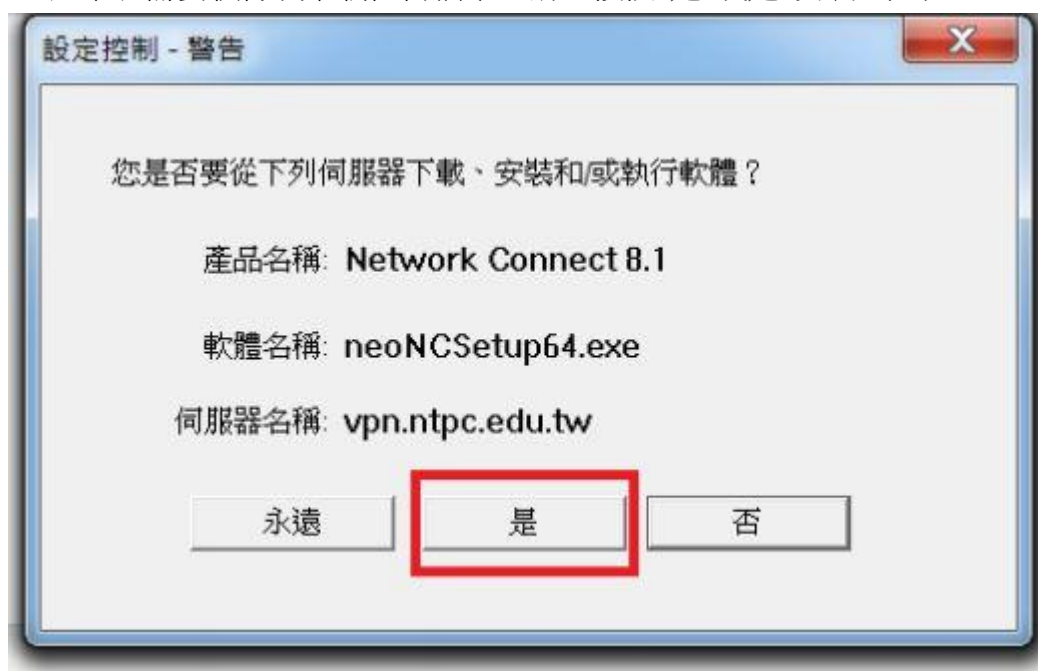 設定控制 - 警告
您是否要從下列伺服器下載、安裝和/或執行軟體？
產品名稱: Network Connect 8.1
軟體名稱: neoNCSetup64.exe
伺服器名稱: vpn.ntpc.edu.tw
永遠 是 否